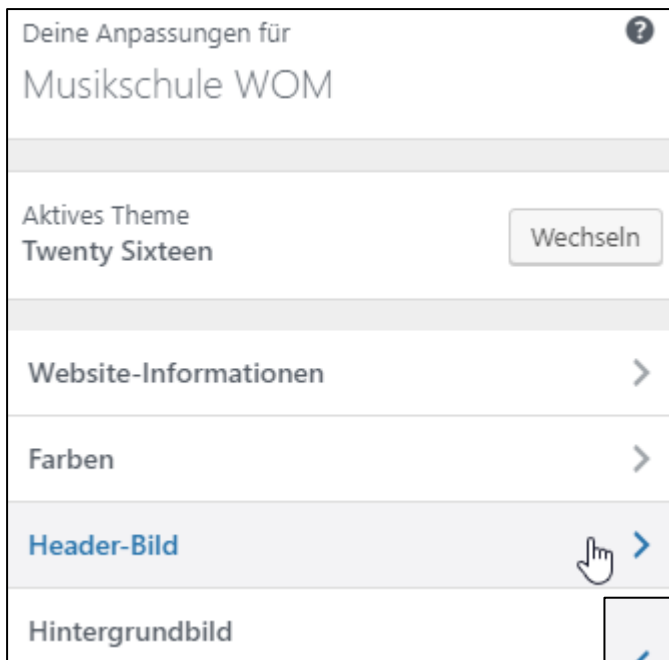 Deine Anpassungen für
Musikschule WOM
Aktives Theme
Twenty Sixteen
Wechseln
Website-Informationen
Farben
Header-Bild
Hintergrundbild